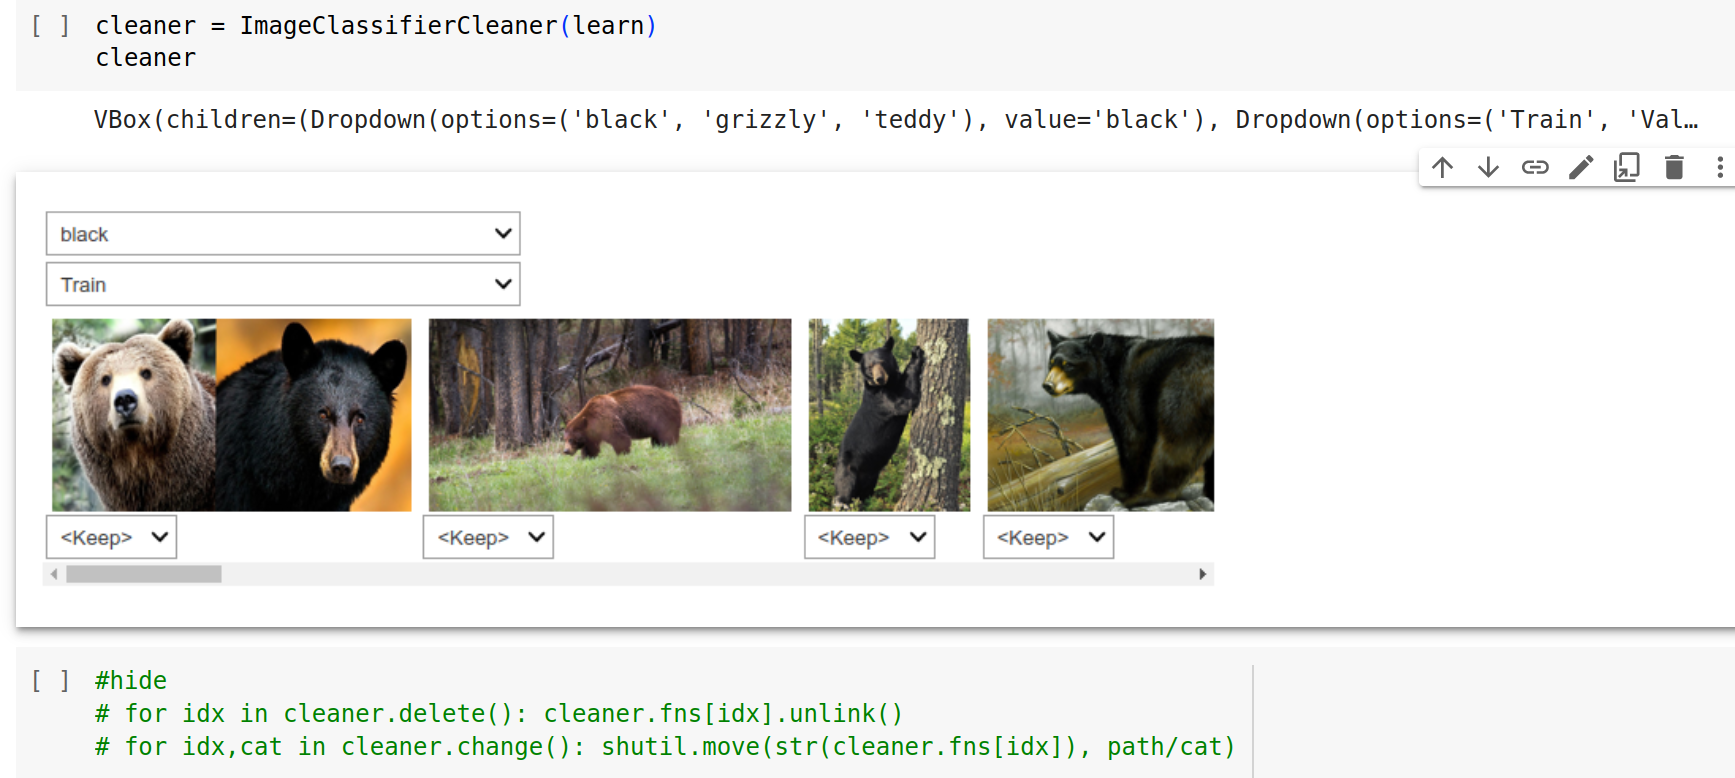 [ ] cleaner = ImageClassifierCleaner(learn)
cleaner
VBox(children=(Dropdown(options=('black', 'grizzly', 'teddy'), value='black'), Dropdown(options=('Train', 'Val…
black
Train
<Keep> <Keep> <Keep> <Keep>
[ ] #hide
# for idx in cleaner.delete(): cleaner.fns[idx].unlink()
# for idx,cat in cleaner.change(): shutil.move(str(cleaner.fns[idx]), path/cat)